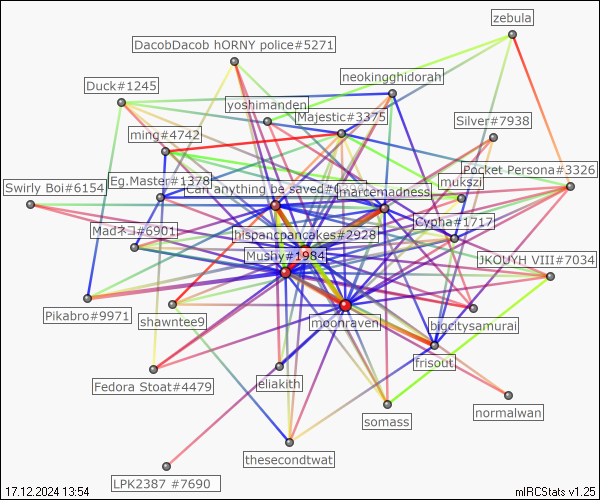 zebula
DacobDacob hORNY police#5271
neokingghidorah
Duck#1245
yoshimanden
Majestic#3375
Silver#7938
ming#4742
Pocket Persona#3326
Eg.Master#1378
can anything be saved#0
marcemadness
mukszi
Swirly Boi#6154
Cypha#1717
Madネコ#6901
hispancpancakes#2928
Mushy#1984
JKOUYH VIII#7034
Pikabro#9971
shawntee9
moonraven
bigcitysamurai
frisout
Fedora Stoat#4479
eliakith
normalwan
somass
thesecondtwat
LPK2387 #7690
17.12.2024 13:54
mIRCStats v1.25